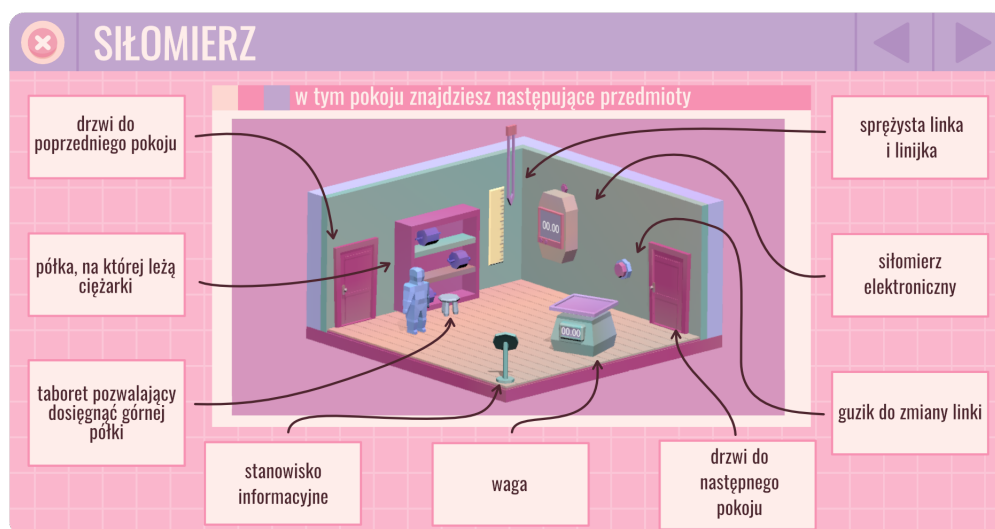 SIŁOMIERZ
w tym pokoju znajdziesz następujące przedmioty
drzwi do
poprzedniego pokoju
półka, na której leżą
ciężarki
taboret pozwalający
dosięgnąć górnej
półki
stanowisko
informacyjne
waga
drzwi do
następnego
pokoju
sprężysta linka
i linijka
siłomierz
elektroniczny
guzik do zmiany linki
00.00
00:00